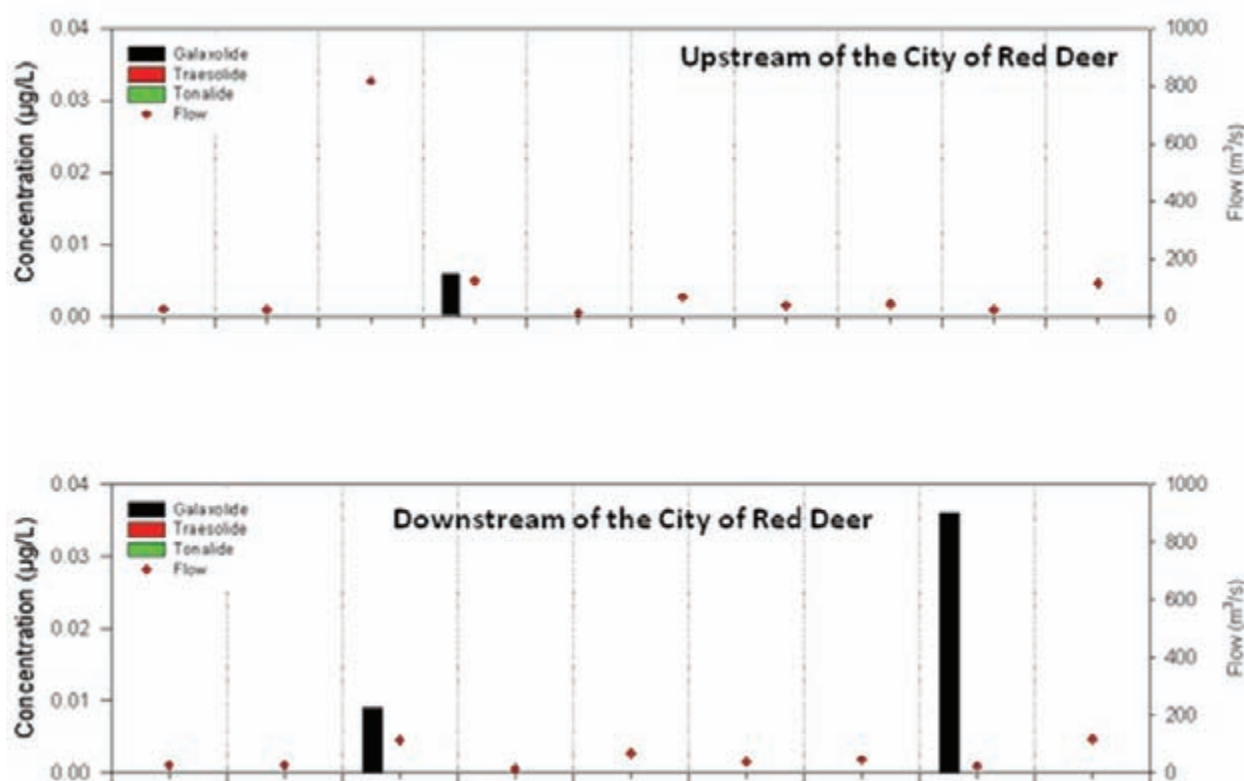 0.04
0.03
0.02
0.01
0.00
Concentration (µg/L)
Galaxolide
Traesolide
Tonalide
Flow
Upstream of the City of Red Deer
1000
800
600
400
200
0
Flow (m³/s)
0.04
0.03
0.02
0.01
0.00
Concentration (µg/L)
Galaxolide
Traesolide
Tonalide
Flow
Downstream of the City of Red Deer
1000
800
600
400
200
0
Flow (m³/s)